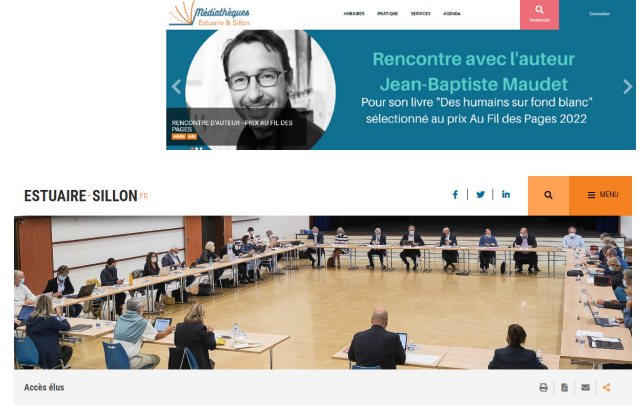 Médiathèques
Estuaire & Sillon
HORAIRES PRATIQUE SERVICES AGENDA
Recherche
Connexion
Rencontre avec l'auteur
Jean-Baptiste Maudet
Pour son livre "Des humains sur fond blanc"
sélectionné au prix Au Fil des Pages 2022
RENCONTRE D'AUTEUR - PRIX AU FIL DES
PAGES
ESTUAIRE-SILLON FR
MENU
Accès élus